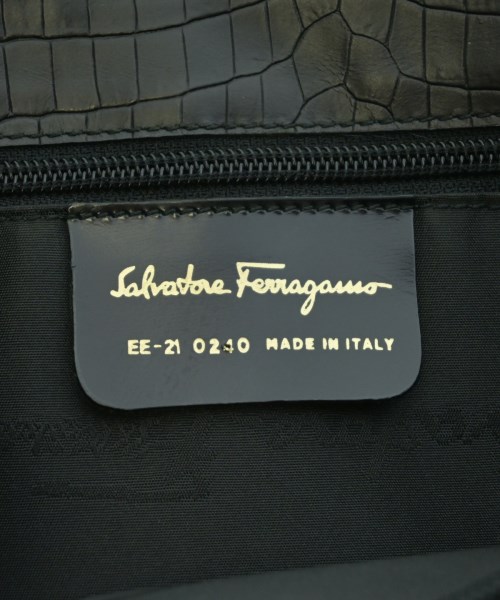 Salvatore Ferragamo
EE-21 0240 MADE IN ITALY